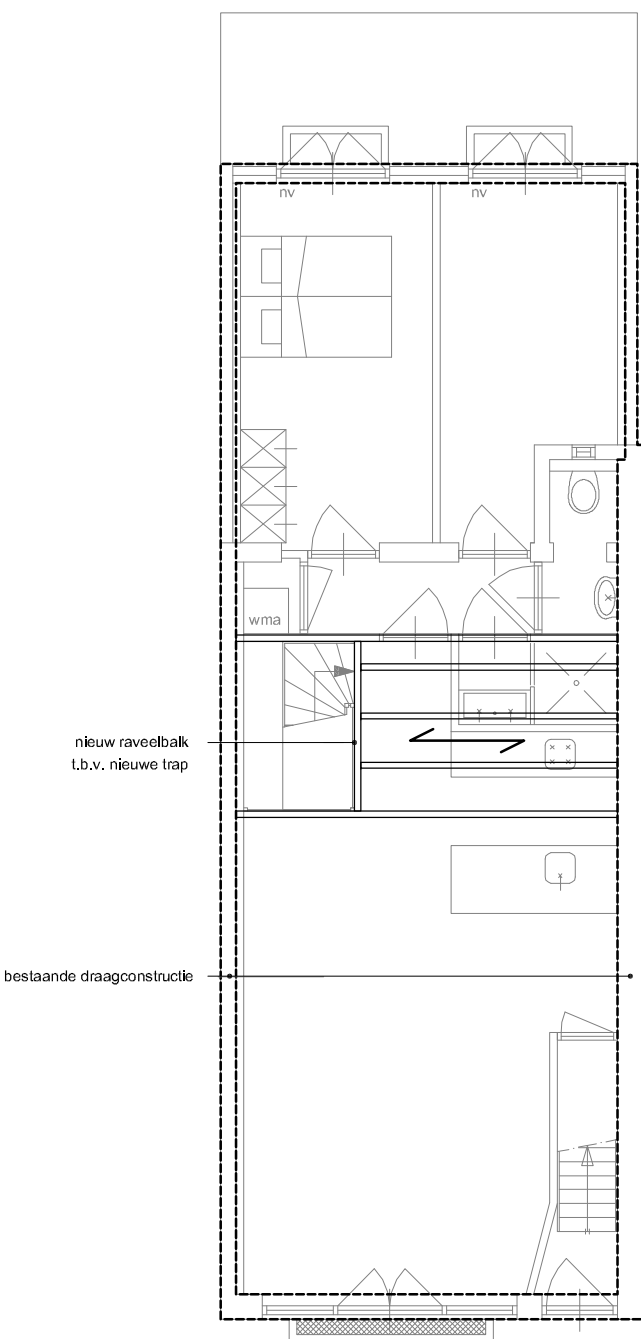 nv
nv
wma
nieuw raveelbalk
t.b.v. nieuwe trap
bestaande draagconstructie